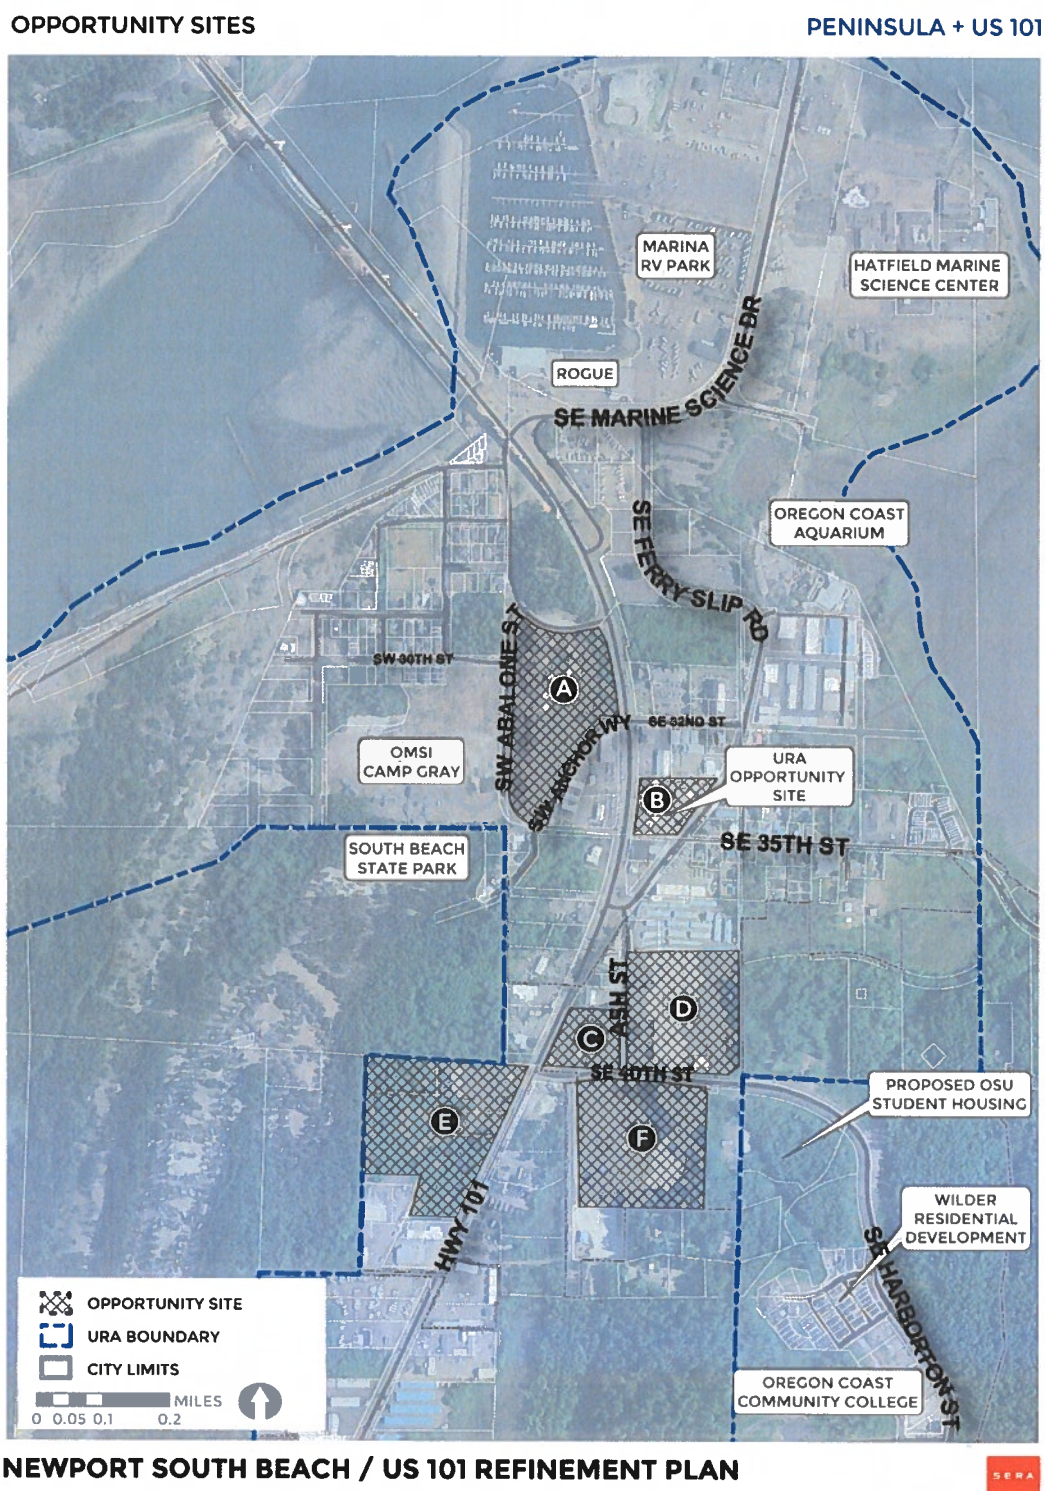 OPPORTUNITY SITES
PENINSULA + US 101
MARINA
RV PARK
HATFIELD MARINE
SCIENCE CENTER
ROGUE
SE MARINE SCIENCE DR
OREGON COAST
AQUARIUM
SE FERRY SLIP RD
SW ABALONE ST
SW 30TH ST
A
SW ANCHOR WY
SE 32ND ST
OMSI
CAMP GRAY
URA
OPPORTUNITY
SITE
B
SE 35TH ST
SOUTH BEACH
STATE PARK
ASH ST
D
C
SE 40TH ST
PROPOSED OSU
STUDENT HOUSING
E
F
HWY 101
WILDER
RESIDENTIAL
DEVELOPMENT
SE HARBORTON ST
OREGON COAST
COMMUNITY COLLEGE
OPPORTUNITY SITE
URA BOUNDARY
CITY LIMITS
MILES
0 0.05 0.1 0.2
NEWPORT SOUTH BEACH / US 101 REFINEMENT PLAN
SERA